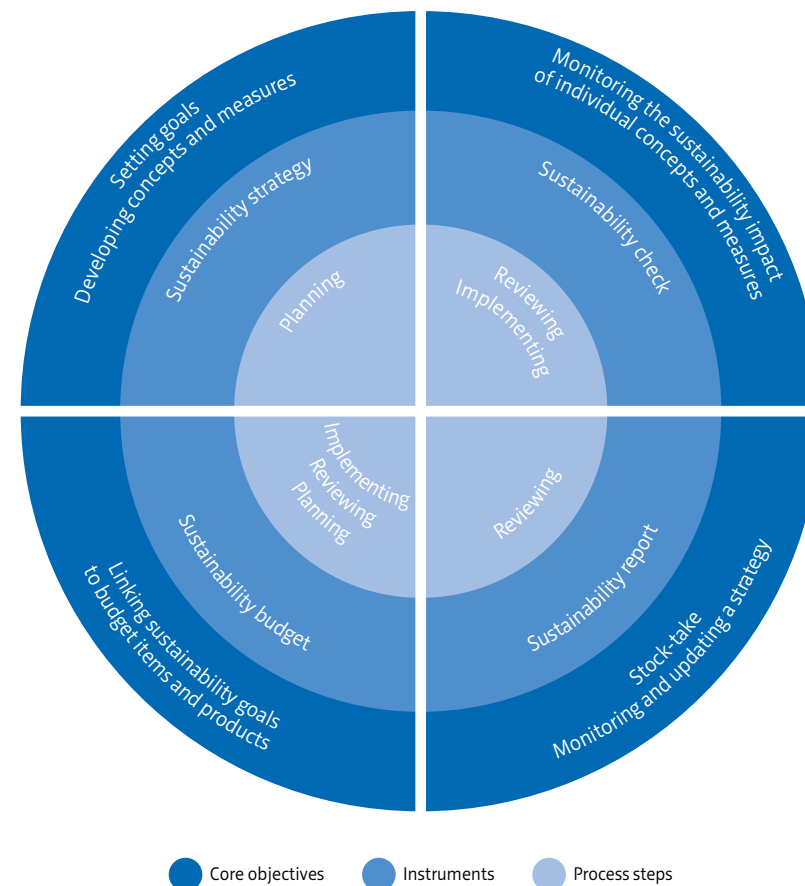 Setting goals
Developing concepts and measures
Sustainability strategy
Planning
Monitoring the sustainability impact
of individual concepts and measures
Sustainability check
Reviewing
Implementing
Implementing
Reviewing
Planning
Sustainability budget
Linking sustainability goals
to budget items and products
Reviewing
Sustainability report
Stock-take
Monitoring and updating a strategy
Core objectives
Instruments
Process steps